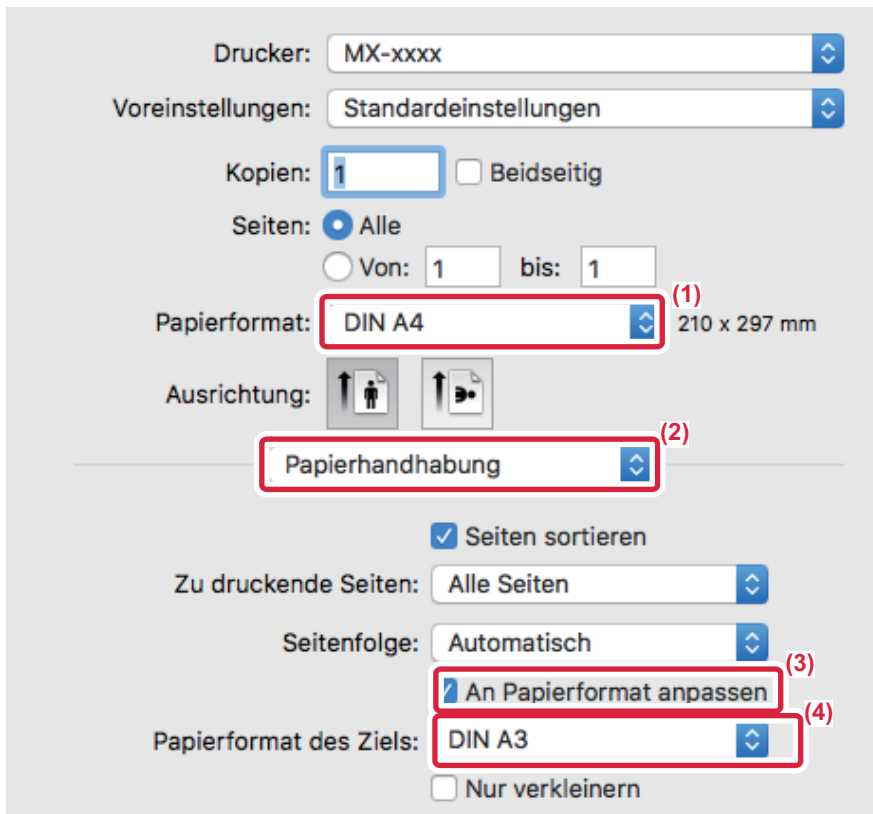 Drucker: MX-xxxx
Voreinstellungen: Standardeinstellungen
Kopien: 1 Beidseitig
Seiten: Alle
Von: 1 bis: 1
(1)
Papierformat: DIN A4 210 x 297 mm
Ausrichtung:
(2)
Papierhandhabung
Seiten sortieren
Zu druckende Seiten: Alle Seiten
Seitenfolge: Automatisch
(3)
An Papierformat anpassen
(4)
Papierformat des Ziels: DIN A3
Nur verkleinern